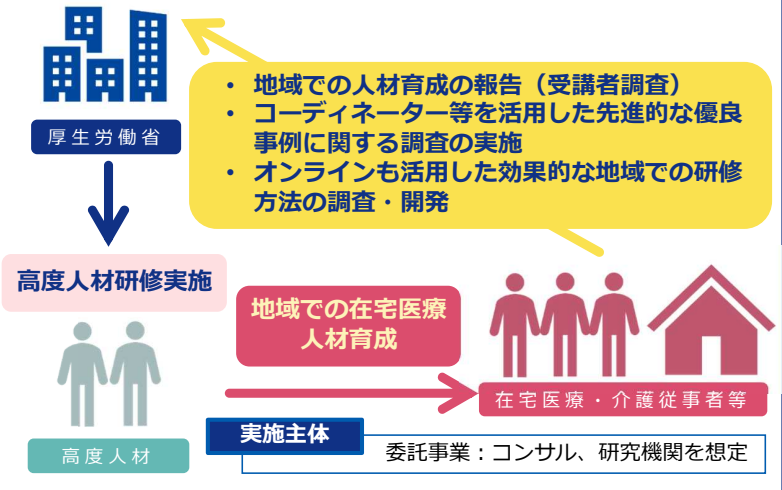 厚生労働省
• 地域での人材育成の報告（受講者調査）
• コーディネーター等を活用した先進的な優良
事例に関する調査の実施
• オンラインも活用した効果的な地域での研修
方法の調査・開発
高度人材研修実施
地域での在宅医療
人材育成
高度人材
在宅医療・介護従事者等
実施主体
委託事業：コンサル、研究機関を想定